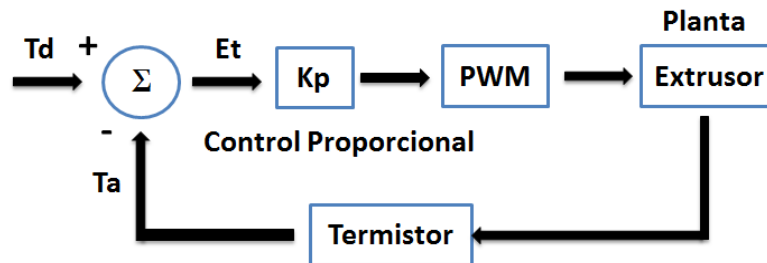 Planta
Td + Et
Σ Kp PWM Extrusor
-
Control Proporcional
Ta
Termistor